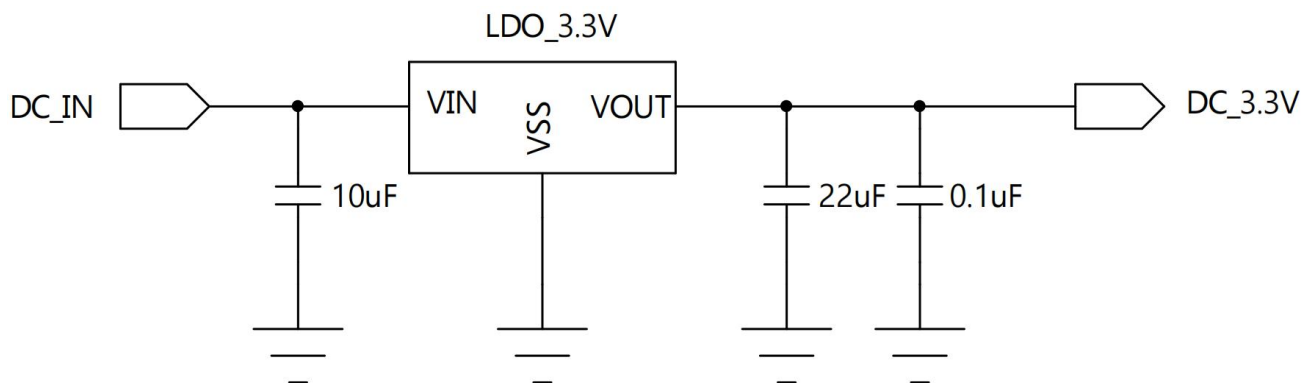 LDO_3.3V
DC_IN
VIN
VSS
VOUT
DC_3.3V
10uF
22uF
0.1uF